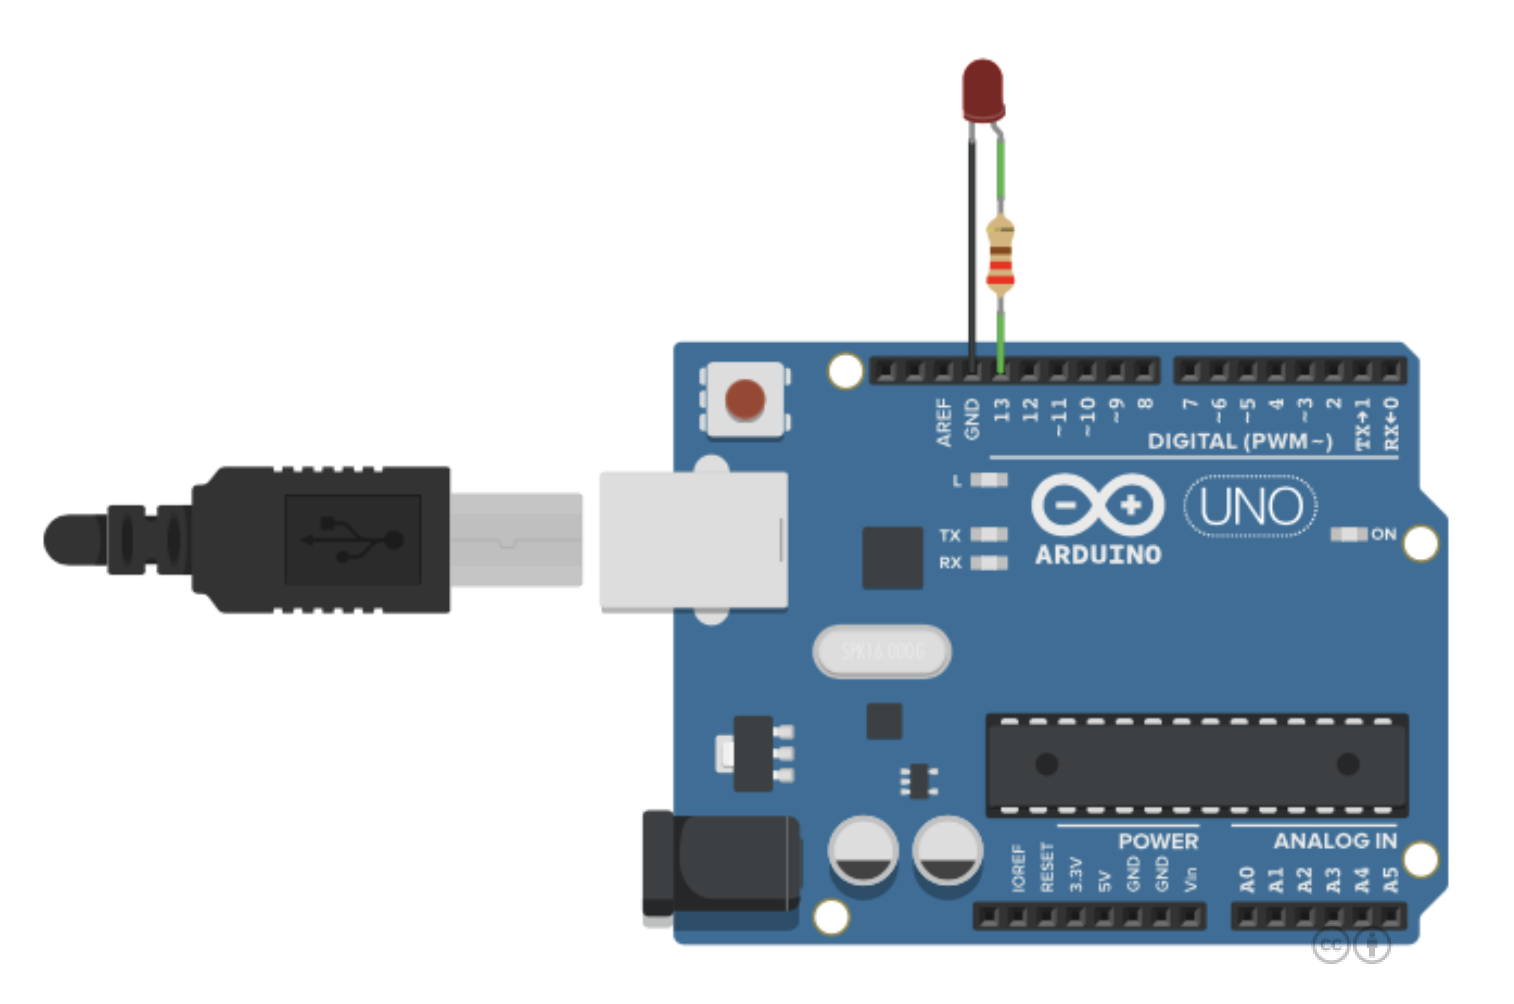 AREF
GND
13
12
~11
~10
~9
8
7
~6
~5
4
~3
2
TX→1
RX←0
DIGITAL (PWM~)
L
TX
RX
UNO
ARDUINO
ON
SPK16.000G
POWER
ANALOG IN
IOREF
RESET
3.3V
5V
GND
GND
Vin
A0
A1
A2
A3
A4
A5
cc